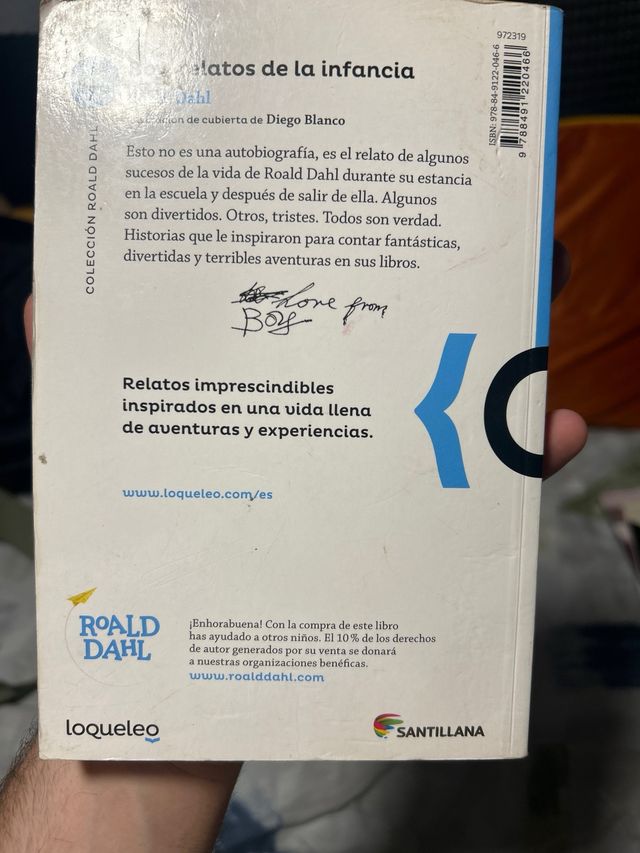 972319
ISBN: 978-84-9122-046-6
9 788491 220466
relatos de la infancia
Dahl
de cubierta de Diego Blanco
COLECCIÓN ROALD DAHL
Esto no es una autobiografía, es el relato de algunos
sucesos de la vida de Roald Dahl durante su estancia
en la escuela y después de salir de ella. Algunos
son divertidos. Otros, tristes. Todos son verdad.
Historias que le inspiraron para contar fantásticas,
divertidas y terribles aventuras en sus libros.
Love from
Boy
Relatos imprescindibles
inspirados en una vida llena
de aventuras y experiencias.
www.loqueleo.com/es
ROALD
DAHL
¡Enhorabuena! Con la compra de este libro
has ayudado a otros niños. El 10 % de los derechos
de autor generados por su venta se donará
a nuestras organizaciones benéficas.
www.roalddahl.com
loqueleo
SANTILLANA